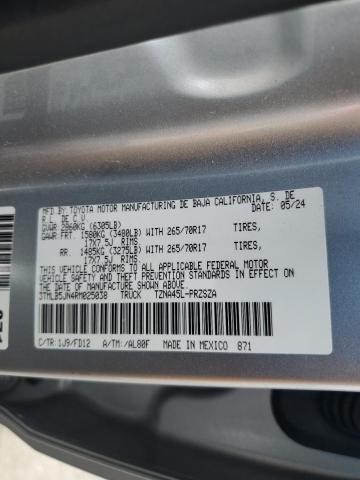 MFD. BY: TOYOTA MOTOR MANUFACTURING DE BAJA CALIFORNIA, S. DE
R. L. DE C. V. DATE: 05/24
GVWR 2860KG (6305LB)
GAWR FRT. 1580KG (3480LB) WITH 265/70R17 TIRES,
17X7.5J RIMS,
RR. 1485KG (3275LB) WITH 265/70R17 TIRES,
17X7.5J RIMS,
THIS VEHICLE CONFORMS TO ALL APPLICABLE FEDERAL MOTOR
VEHICLE SAFETY AND THEFT PREVENTION STANDARDS IN EFFECT ON
THE DATE OF MANUFACTURE SHOWN ABOVE.
3TMLB5JN4RM025038 TRUCK TZNA45L-PRZSZA
C/TR: 1J9/FD12 A/TM: /AL80F MADE IN MEXICO 871